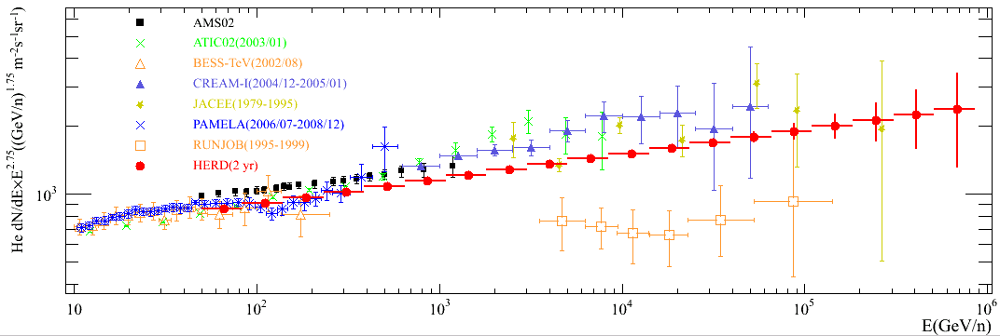 He dN/dE×E^2.75((GeV/n)^1.75 m^-2s^-1sr^-1)
AMS02
ATIC02(2003/01)
BESS-TeV(2002/08)
CREAM-I(2004/12-2005/01)
JACEE(1979-1995)
PAMELA(2006/07-2008/12)
RUNJOB(1995-1999)
HERD(2 yr)
10^3
10 10^2 10^3 10^4 10^5 10^6
E(GeV/n)